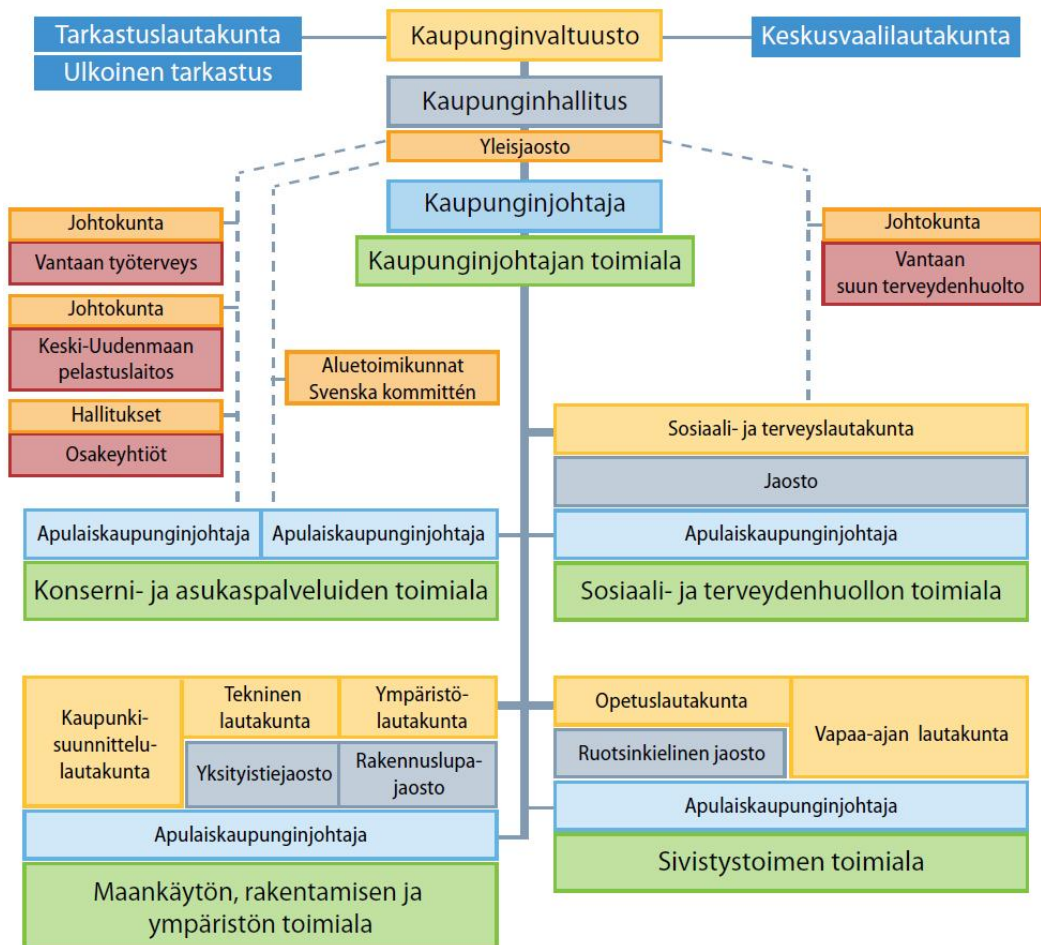 Tarkastuslautakunta
Ulkoinen tarkastus
Kaupunginvaltuusto
Keskusvaalilautakunta
Kaupunginhallitus
Yleisjaosto
Kaupunginjohtaja
Kaupunginjohtajan toimiala
Johtokunta
Vantaan työterveys
Johtokunta
Keski-Uudenmaan
pelastuslaitos
Hallitukset
Osakeyhtiöt
Aluetoimikunnat
Svenska kommittén
Johtokunta
Vantaan
suun terveydenhuolto
Sosiaali- ja terveyslautakunta
Jaosto
Apulaiskaupunginjohtaja
Sosiaali- ja terveydenhuollon toimiala
Apulaiskaupunginjohtaja
Apulaiskaupunginjohtaja
Konserni- ja asukaspalveluiden toimiala
Kaupunki-
suunnittelu-
lautakunta
Tekninen
lautakunta
Yksityistiejaosto
Ympäristö-
lautakunta
Rakennuslupa-
jaosto
Apulaiskaupunginjohtaja
Maankäytön, rakentamisen ja
ympäristön toimiala
Opetuslautakunta
Ruotsinkielinen jaosto
Vapaa-ajan lautakunta
Apulaiskaupunginjohtaja
Sivistystoimen toimiala